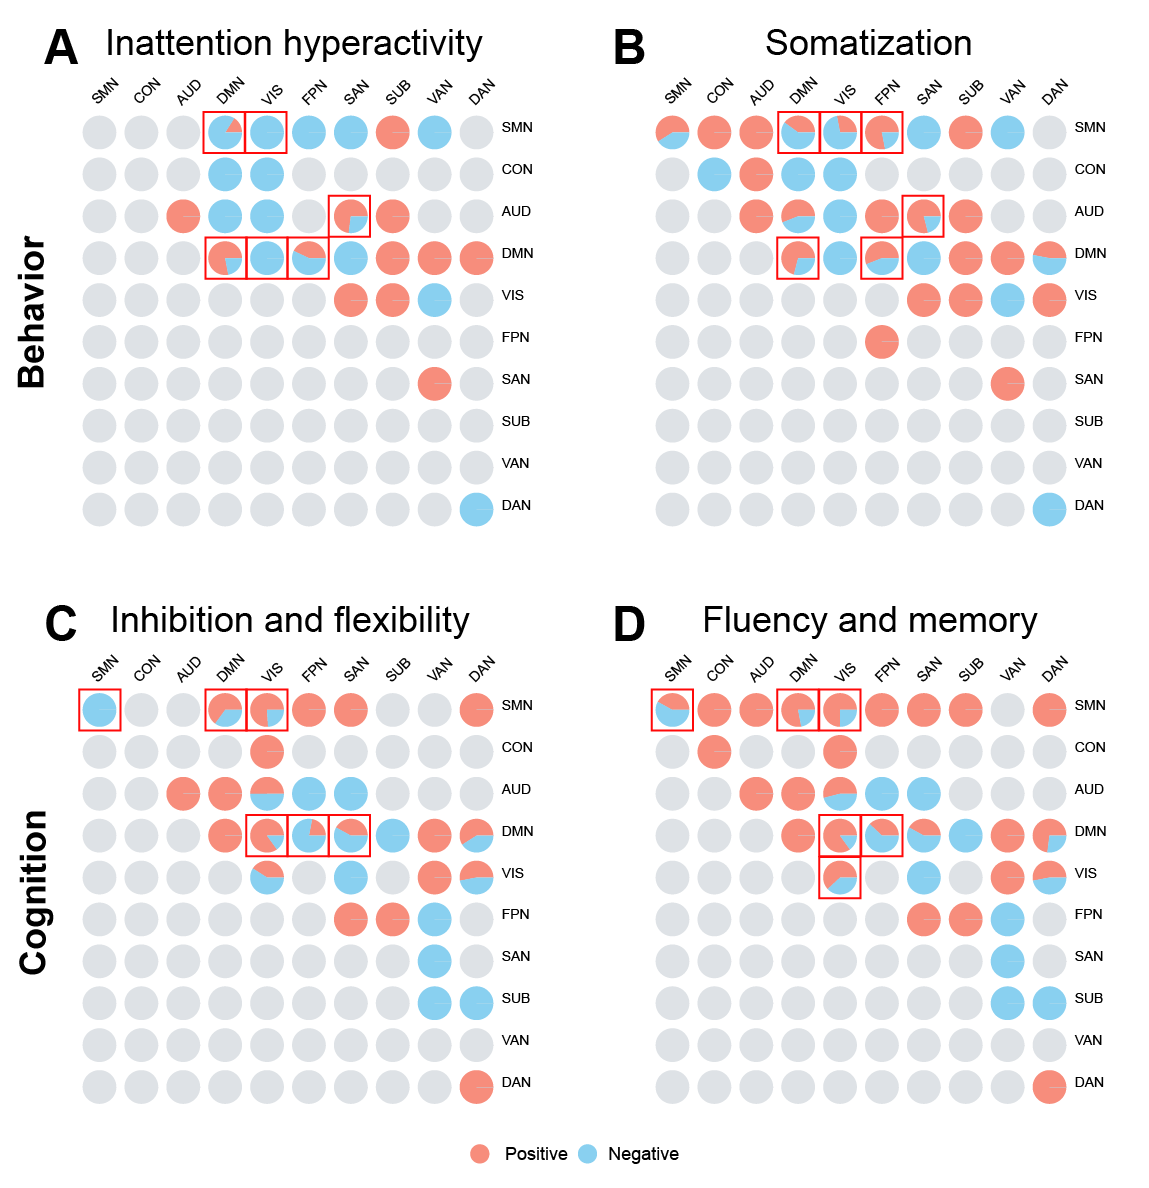 A Inattention hyperactivity
SMN CON AUD DMN VIS FPN SAN SUB VAN DAN
SMN
CON
AUD
DMN
VIS
FPN
SAN
SUB
VAN
DAN
B Somatization
SMN CON AUD DMN VIS FPN SAN SUB VAN DAN
SMN
CON
AUD
DMN
VIS
FPN
SAN
SUB
VAN
DAN
Behavior
C Inhibition and flexibility
SMN CON AUD DMN VIS FPN SAN SUB VAN DAN
SMN
CON
AUD
DMN
VIS
FPN
SAN
SUB
VAN
DAN
D Fluency and memory
SMN CON AUD DMN VIS FPN SAN SUB VAN DAN
SMN
CON
AUD
DMN
VIS
FPN
SAN
SUB
VAN
DAN
Cognition
Positive Negative